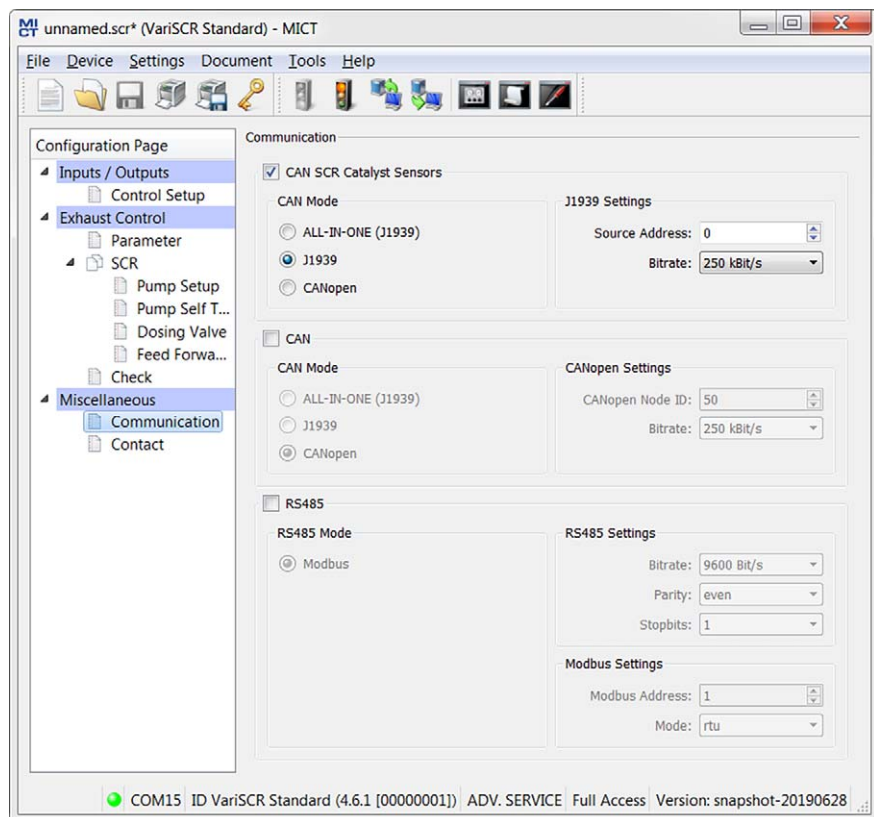 MICT unnamed.scr* (VariSCR Standard) - MICT
File Device Settings Document Tools Help
Configuration Page
Inputs / Outputs
Control Setup
Exhaust Control
Parameter
SCR
Pump Setup
Pump Self T...
Dosing Valve
Feed Forwa...
Check
Miscellaneous
Communication
Contact
Communication
CAN SCR Catalyst Sensors
CAN Mode
ALL-IN-ONE (J1939)
J1939
CANopen
J1939 Settings
Source Address: 0
Bitrate: 250 kBit/s
CAN
CAN Mode
ALL-IN-ONE (J1939)
J1939
CANopen
CANopen Settings
CANopen Node ID: 50
Bitrate: 250 kBit/s
RS485
RS485 Mode
Modbus
RS485 Settings
Bitrate: 9600 Bit/s
Parity: even
Stopbits: 1
Modbus Settings
Modbus Address: 1
Mode: rtu
COM15 ID VariSCR Standard (4.6.1 [00000001]) ADV. SERVICE Full Access Version: snapshot-20190628